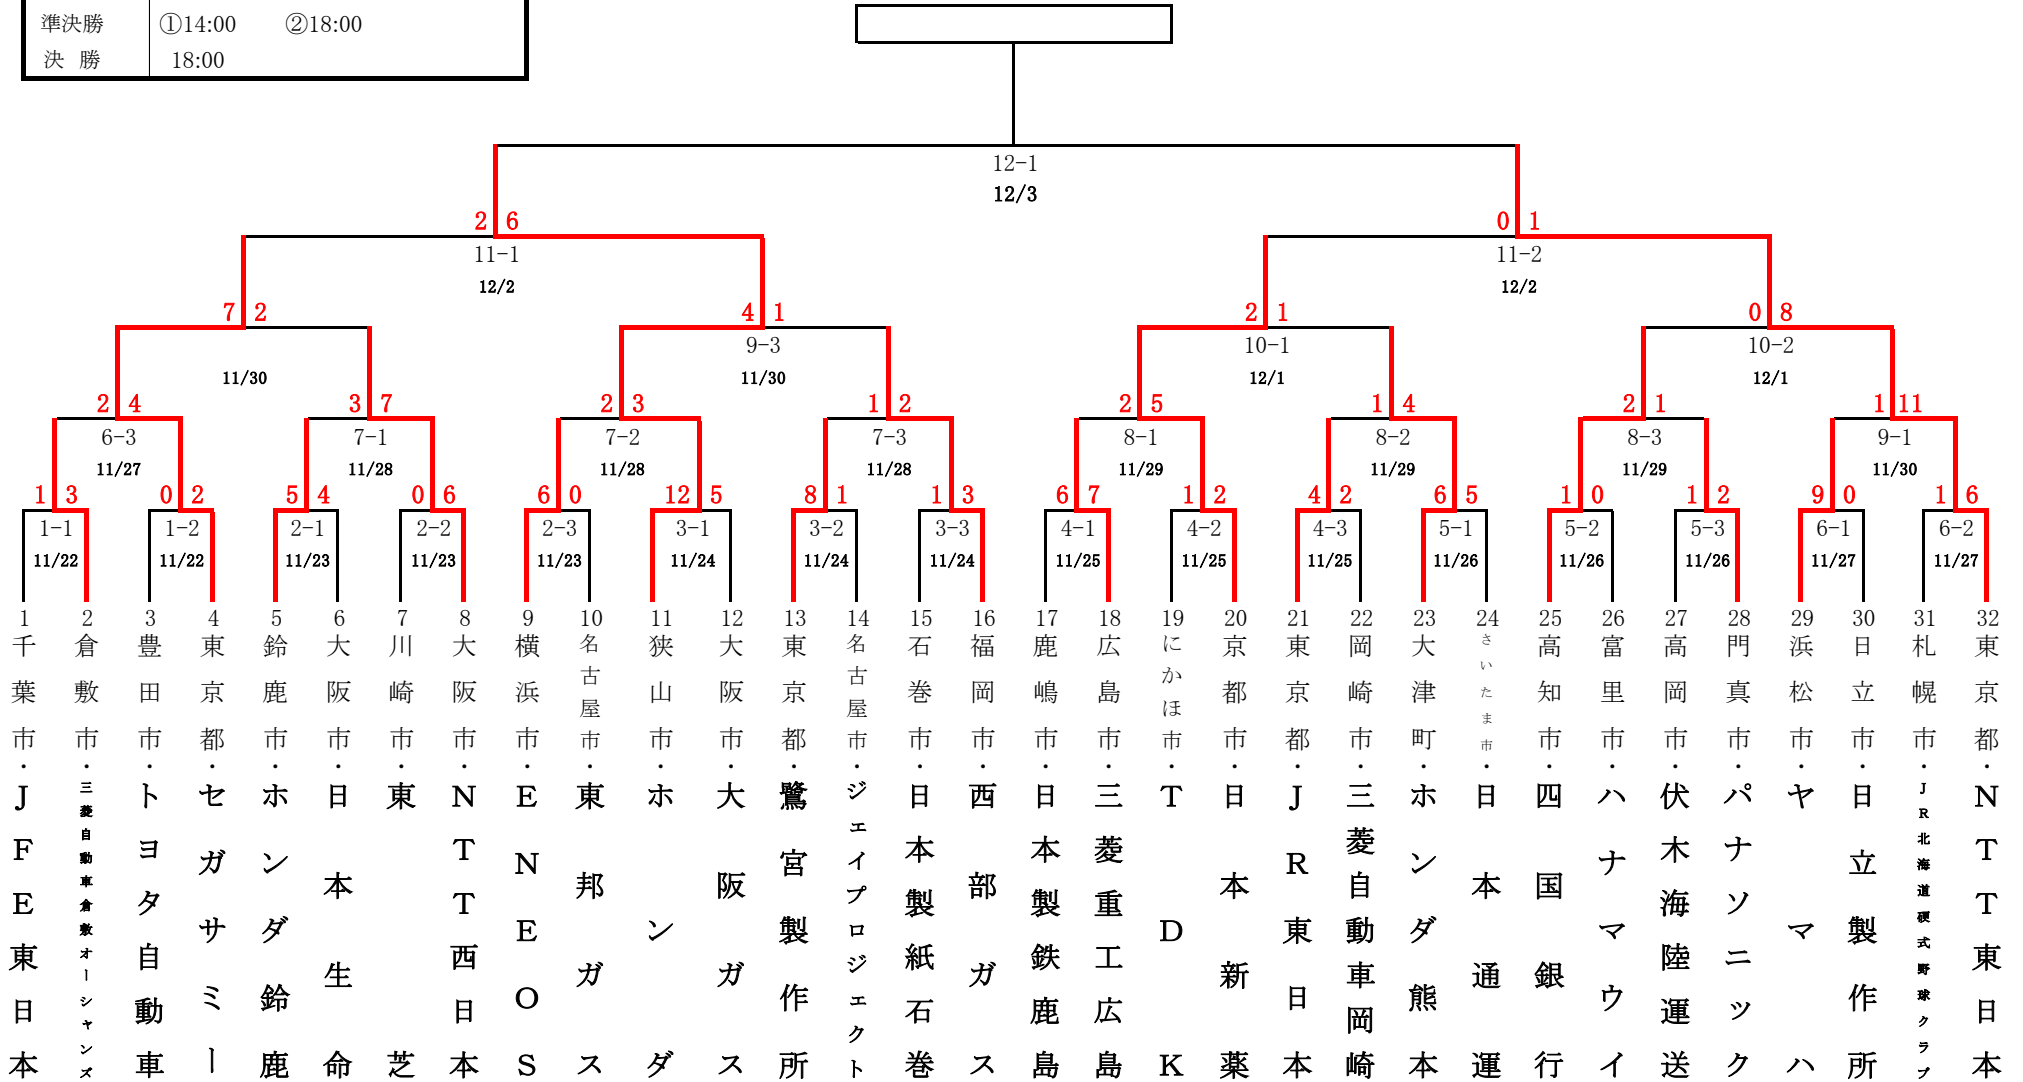 準決勝 ①14:00 ②18:00
決 勝 18:00
12-1
12/3
2 6 0 1
11-1 11-2
12/2 12/2
7 2 4 1 2 1 0 8
9-3 10-1 10-2
11/30 11/30 12/1 12/1
2 4 3 7 2 3 1 2 2 5 1 4 2 1 1 11
6-3 7-1 7-2 7-3 8-1 8-2 8-3 9-1
11/27 11/28 11/28 11/28 11/29 11/29 11/29 11/30
1 3 0 2 5 4 0 6 6 0 12 5 8 1 1 3 6 7 1 2 4 2 6 5 1 0 1 2 9 0 1 6
1-1 1-2 2-1 2-2 2-3 3-1 3-2 3-3 4-1 4-2 4-3 5-1 5-2 5-3 6-1 6-2
11/22 11/22 11/23 11/23 11/23 11/24 11/24 11/24 11/25 11/25 11/25 11/26 11/26 11/26 11/27 11/27
1 千葉市・JFE東日本
2 倉敷市・三菱自動車倉敷オーシャンズ
3 豊田市・トヨタ自動車
4 東京都・セガサミー
5 鈴鹿市・ホンダ鈴鹿
6 大阪市・日本生命
7 川崎市・東芝
8 大阪市・NTT西日本
9 横浜市・ENEOS
10 名古屋市・東邦ガス
11 狭山市・ホンダ
12 大阪市・大阪ガス
13 東京都・鷺宮製作所
14 名古屋市・ジェイプロジェクト
15 石巻市・日本製紙石巻
16 福岡市・西部ガス
17 鹿嶋市・日本製鉄鹿島
18 広島市・三菱重工広島
19 にかほ市・TDK
20 京都市・日本新薬
21 東京都・JR東日本
22 岡崎市・三菱自動車岡崎
23 大津町・ホンダ熊本
24 さいたま市・日本通運
25 高知市・四国銀行
26 富里市・ハナマウイ
27 高岡市・伏木海陸運送
28 門真市・パナソニック
29 浜松市・ヤマハ
30 日立市・日立製作所
31 札幌市・JR北海道硬式野球クラブ
32 東京都・NTT東日本